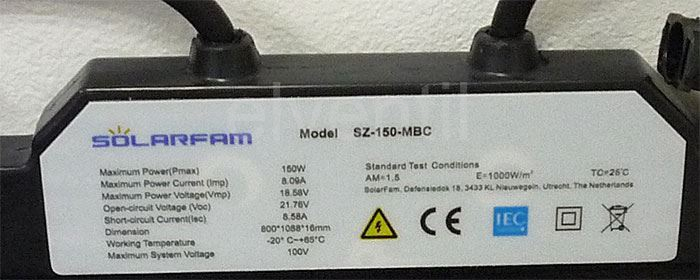 SOLARFAM
Model SZ-150-MBC
Maximum Power(Pmax) 150W
Maximum Current (Imp) 8.09A
Maximum Power Voltage(Vmp) 18.58V
Open-circuit Voltage (Voc) 21.76V
Short-circuit Current(Isc) 8.58A
Dimension 800*1088*16mm
Working Temperature -20° C~+85°C
Maximum System Voltage 100V
Standard Test Conditions
AM=1.5 E=1000W/m² TC=25°C
SolarFam, Dafensiedok 18, 3433 KL Nieuwegein, Utrecht, The Netherlands
CE
IEC